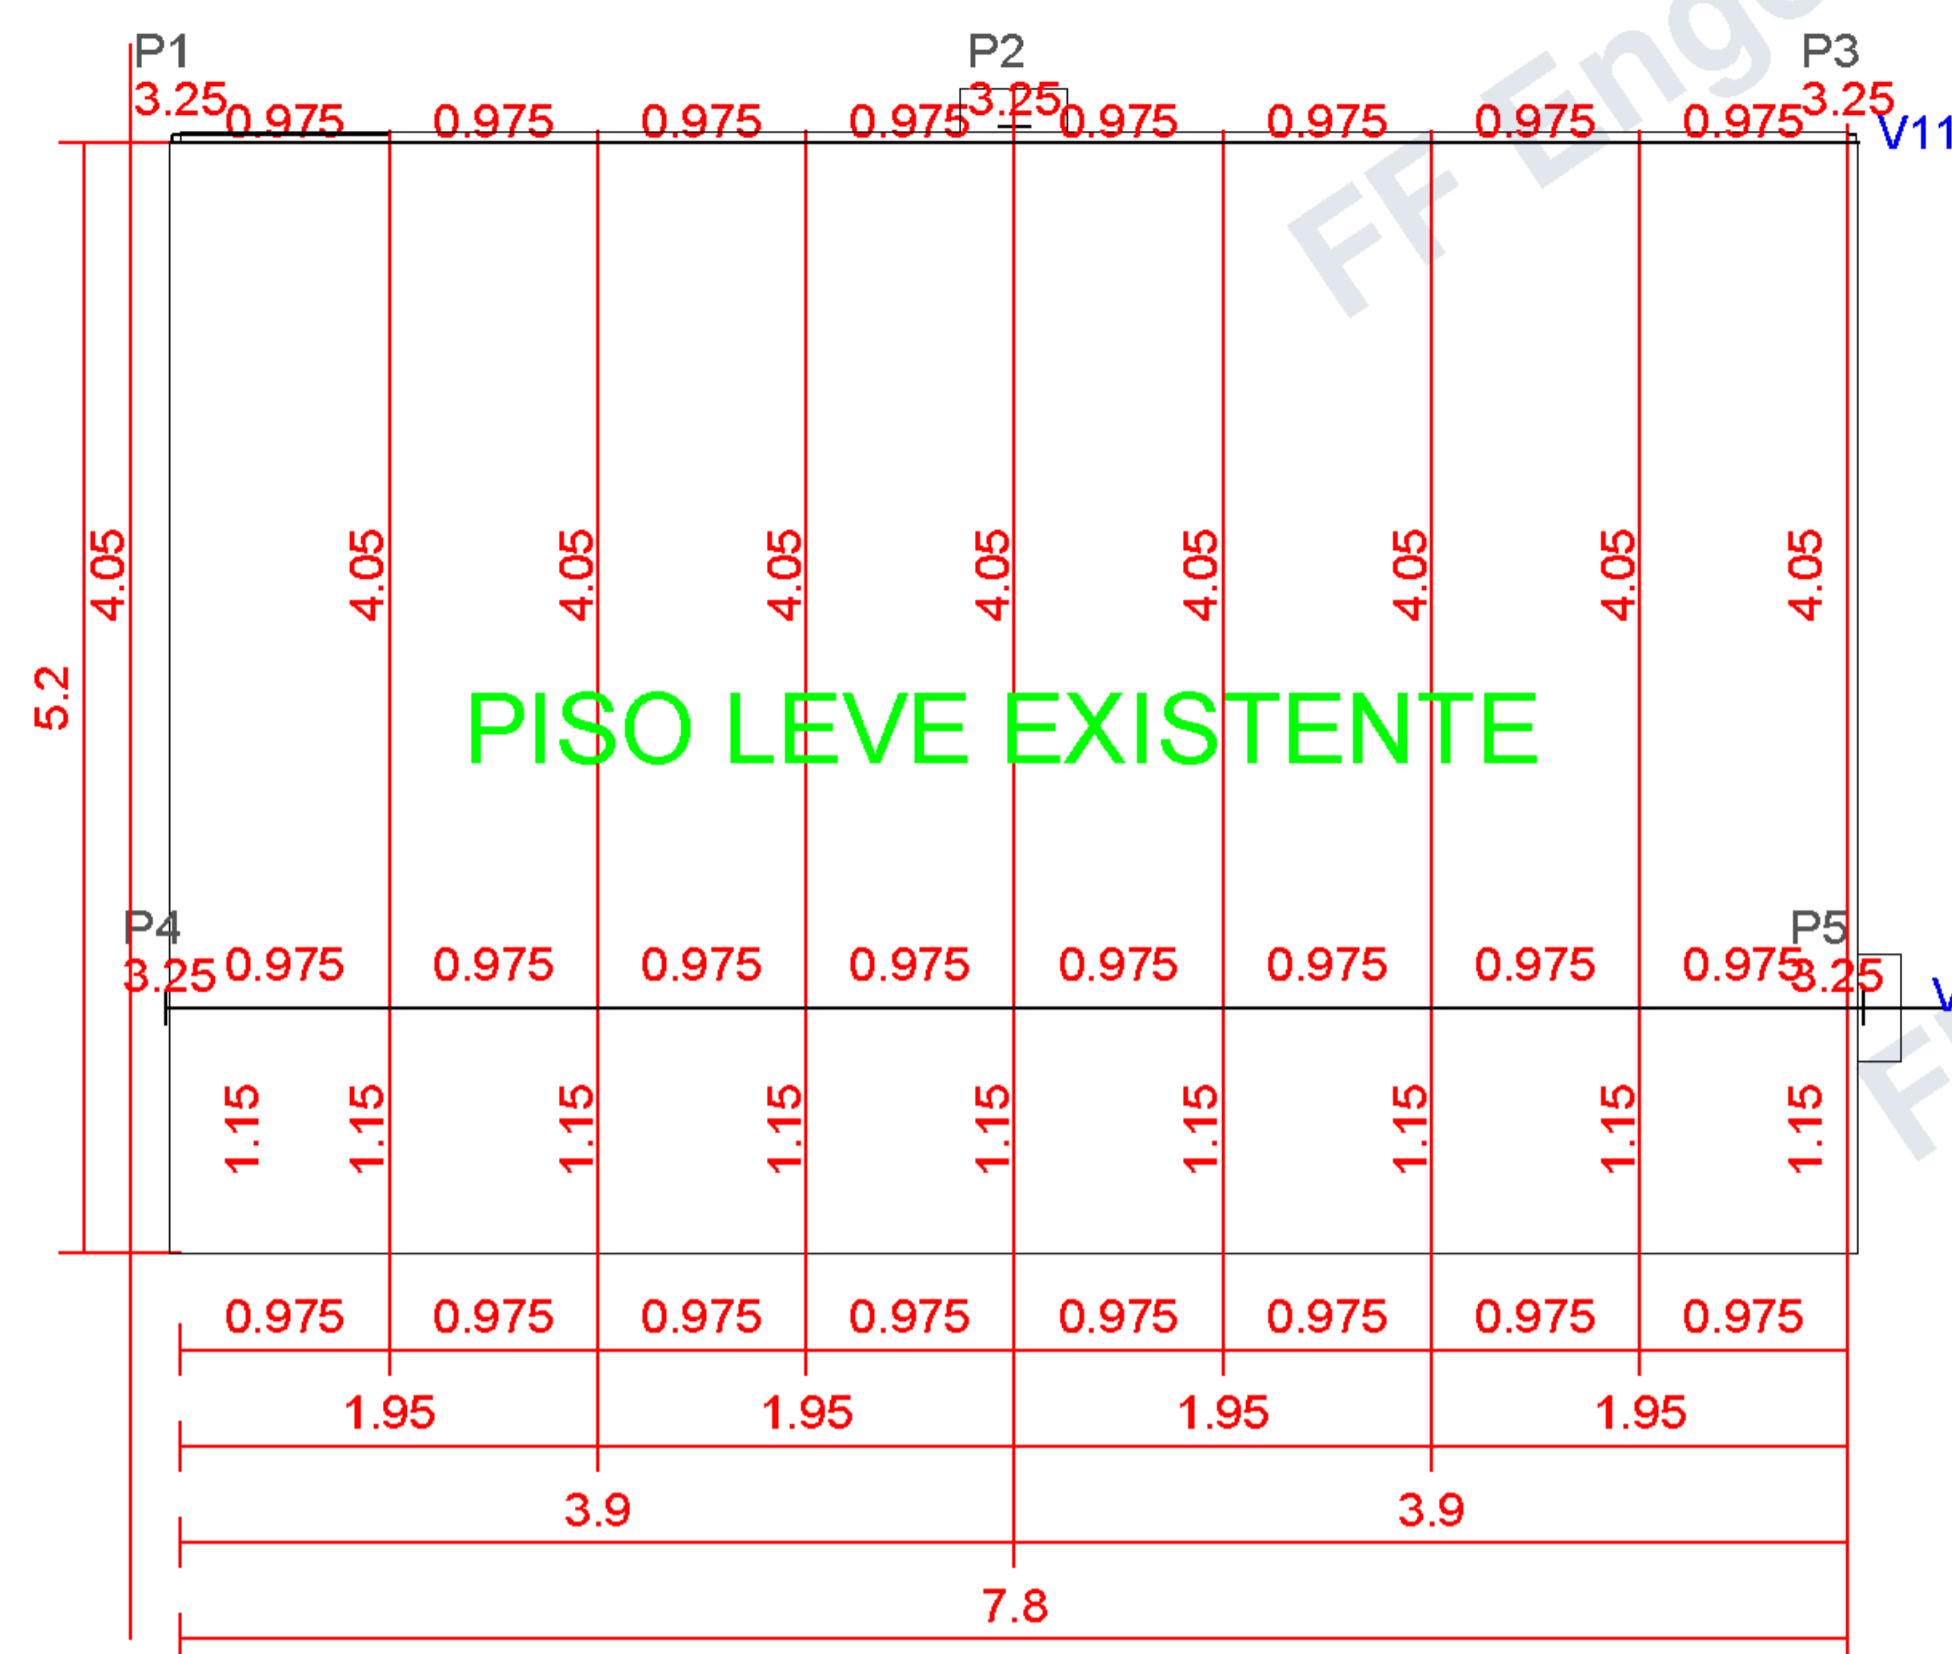 P1 P2 P3
3.25 3.25 3.25
0.975 0.975 0.975 0.975 0.975 0.975 0.975 0.975
V11
FF Eng
4.05 4.05 4.05 4.05 4.05 4.05 4.05 4.05 4.05
5.2
PISO LEVE EXISTENTE
P4 P5
3.25 0.975 0.975 0.975 0.975 0.975 0.975 0.975 0.975 3.25
V
F
1.15 1.15 1.15 1.15 1.15 1.15 1.15 1.15 1.15
0.975 0.975 0.975 0.975 0.975 0.975 0.975 0.975
1.95 1.95 1.95 1.95
3.9 3.9
7.8